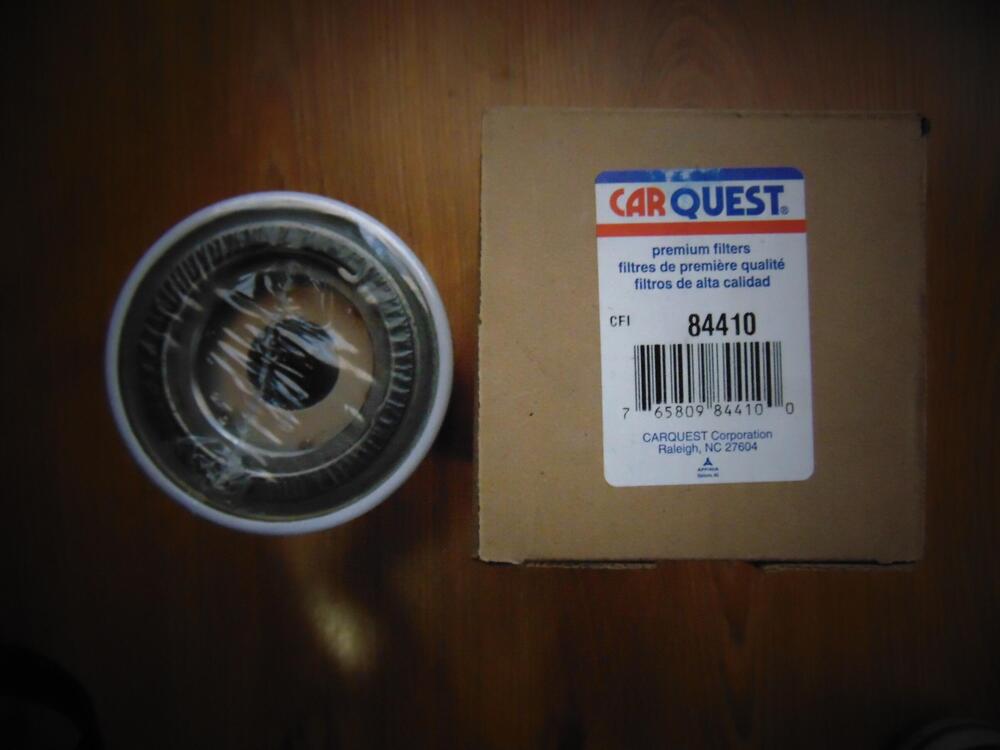 CARQUEST®
premium filters
filtres de première qualité
filtros de alta calidad
CFI 84410
7 65809 84410 0
CARQUEST Corporation
Raleigh, NC 27604
AFFINIA